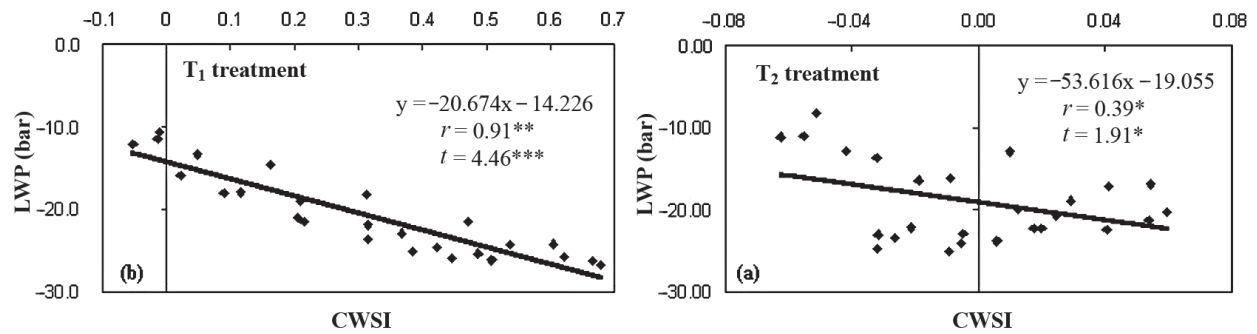 −0.1 0 0.1 0.2 0.3 0.4 0.5 0.6 0.7
0.0
T1 treatment
y = −20.674x − 14.226
−10.0
r = 0.91**
t = 4.46***
LWP (bar)
−20.0
(b)
−30.0
CWSI
−0.08 −0.04 0.00 0.04 0.08
0.00
T2 treatment
y = −53.616x − 19.055
r = 0.39*
−10.00
t = 1.91*
LWP (bar)
−20.00
(a)
−30.00
CWSI